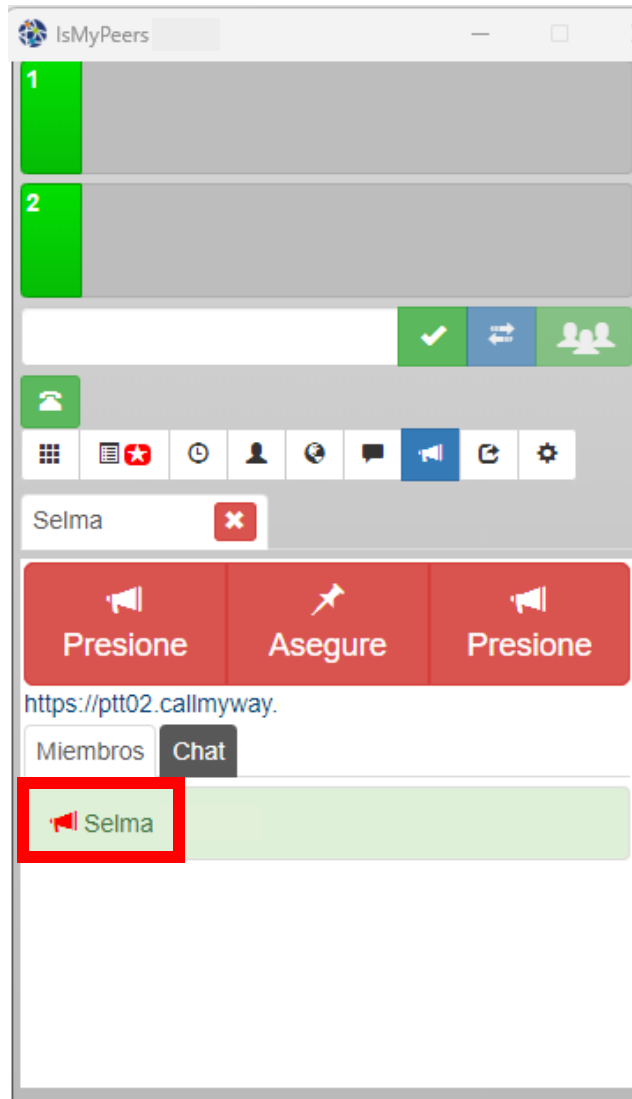 IsMyPeers
1
2
Selma
Presione Asegure Presione
https://ptt02.callmyway.
Miembros Chat
Selma